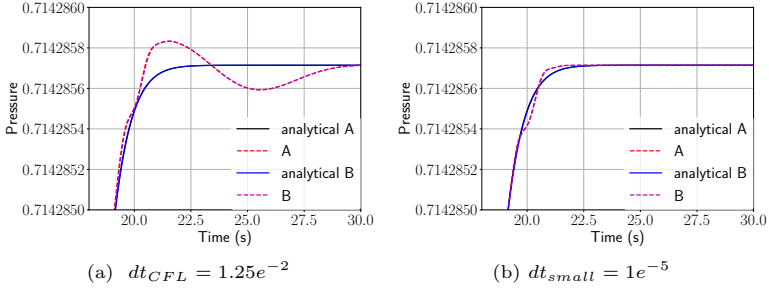 0.7142860
0.7142858
0.7142856
0.7142854
0.7142852
0.7142850
Pressure
20.0 22.5 25.0 27.5 30.0
Time (s)
analytical A
A
analytical B
B
(a) dt_{CFL} = 1.25e^{-2}
0.7142860
0.7142857
0.7142856
0.7142854
0.7142852
0.7142850
Pressure
20.0 22.5 25.0 27.5 30.0
Time (s)
analytical A
A
analytical B
B
(b) dt_{small} = 1e^{-5}